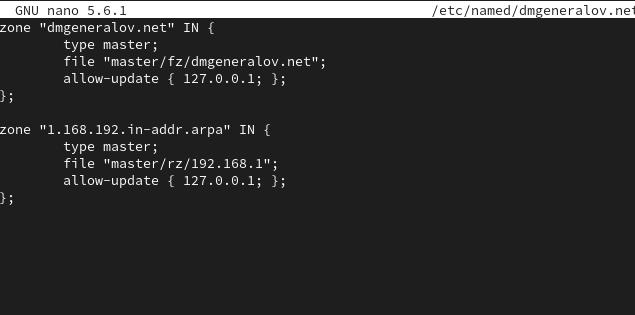 GNU nano 5.6.1 /etc/named/dmgeneralov.net
zone "dmgeneralov.net" IN {
        type master;
        file "master/fz/dmgeneralov.net";
        allow-update { 127.0.0.1; };
};

zone "1.168.192.in-addr.arpa" IN {
        type master;
        file "master/rz/192.168.1";
        allow-update { 127.0.0.1; };
};